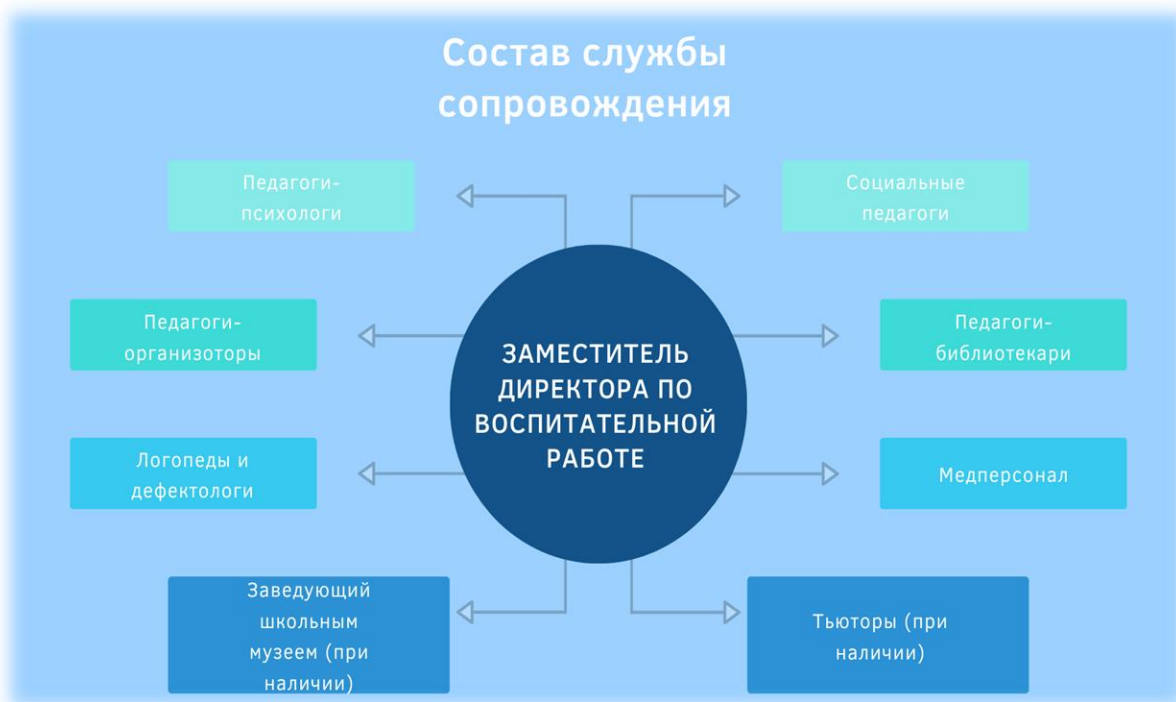 Состав службы
сопровождения
Педагоги-
психологи
Социальные
педагоги
Педагоги-
организоторы
ЗАМЕСТИТЕЛЬ
ДИРЕКТОРА ПО
ВОСПИТАТЕЛЬНОЙ
РАБОТЕ
Педагоги-
библиотекари
Логопеды и
дефектологи
Медперсонал
Заведующий
школьным
музеем (при
наличии)
Тьюторы (при
наличии)